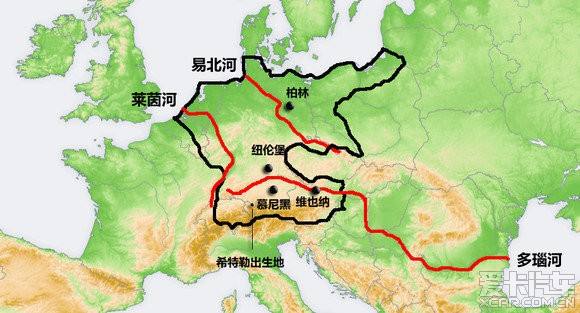 易北河
莱茵河
柏林
纽伦堡
慕尼黑
维也纳
希特勒出生地
多瑙河
爱卡汽车
XCAR.COM.CN